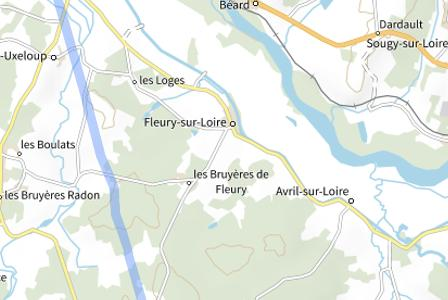 Béard
Dardault
Sougy-sur-Loire
-Uxeloup
les Loges
Fleury-sur-Loire
les Boulats
les Bruyères de
Fleury
les Bruyères Radon
Avril-sur-Loire
ce